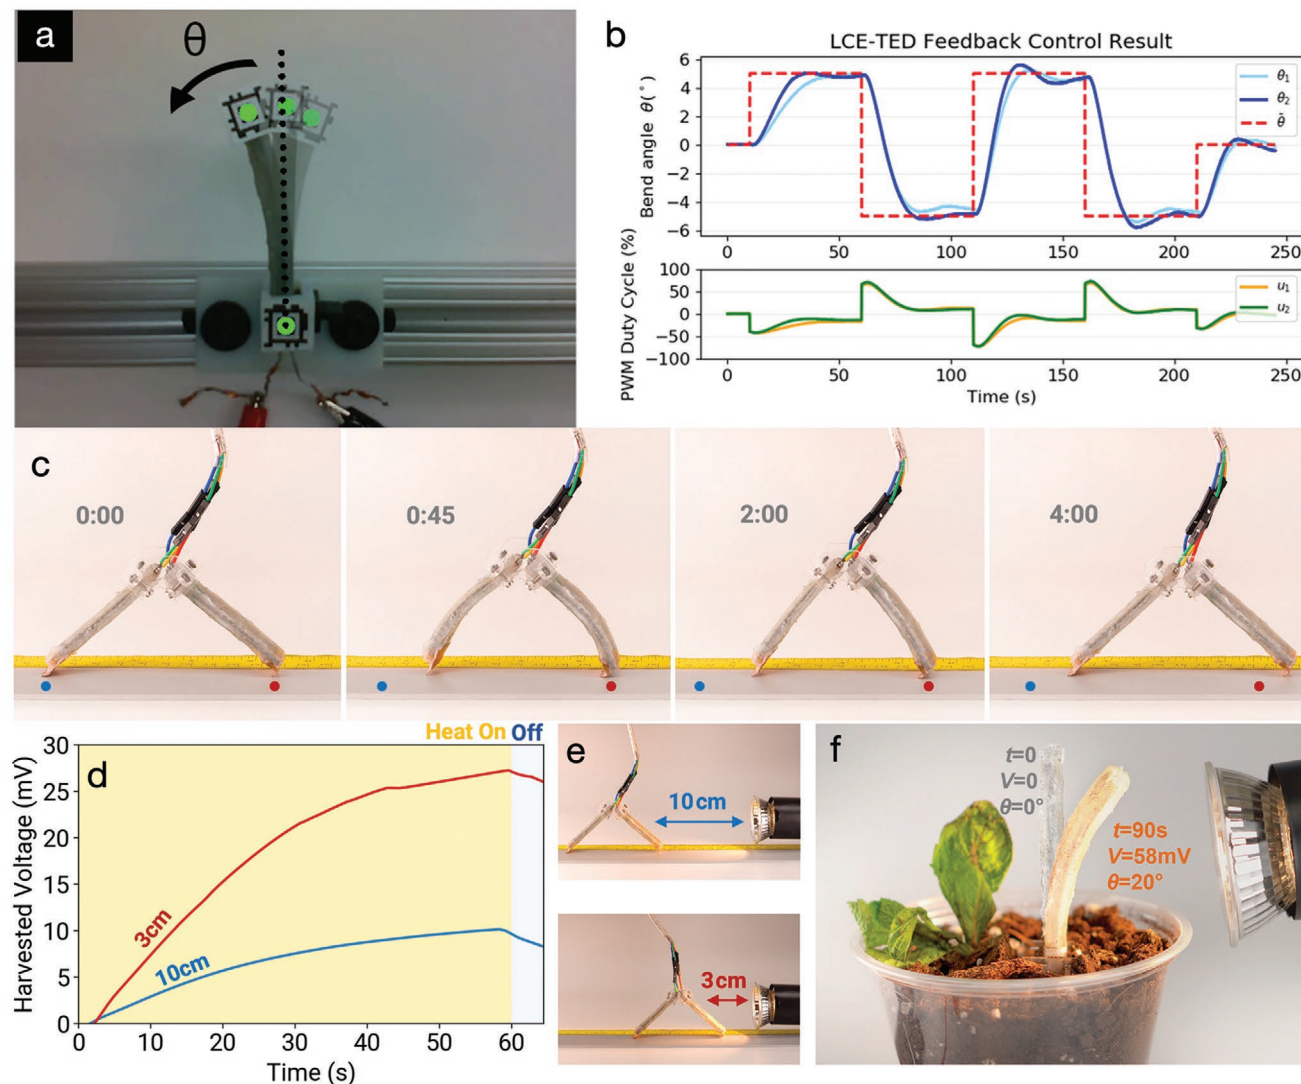 a
θ
b
LCE-TED Feedback Control Result
Bend angle θ(°)
6
4
2
0
−2
−4
−6
θ₁
θ₂
θ̂
0
50
100
150
200
250
PWM Duty Cycle (%)
100
50
0
−50
−100
u₁
u₂
0
50
100
150
200
250
Time (s)
c
0:00
0:45
2:00
4:00
Heat On Off
d
Harvested Voltage (mV)
30
25
20
15
10
5
0
3cm
10cm
0
10
20
30
40
50
60
Time (s)
e
10cm
3cm
f
t=0
V=0
θ=0°
t=90s
V=58mV
θ=20°